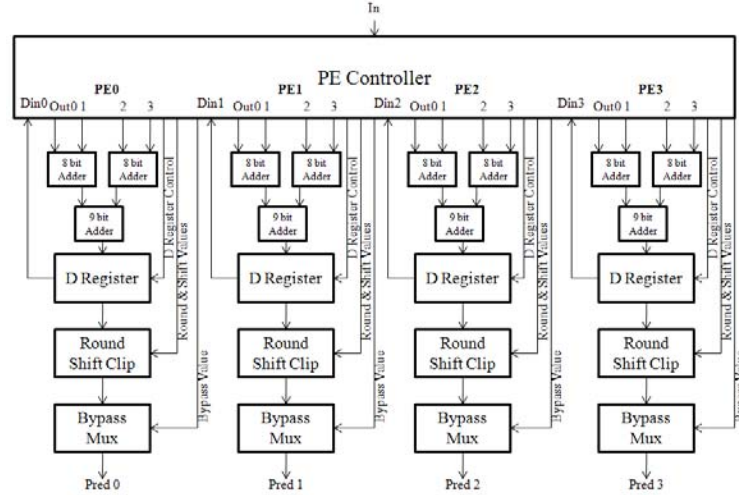 In
PE Controller
PE0 PE1 PE2 PE3
Din0 Out0 1 2 3 Din1 Out0 1 2 3 Din2 Out0 1 2 3 Din3 Out0 1 2 3
8 bit Adder 8 bit Adder 8 bit Adder 8 bit Adder 8 bit Adder 8 bit Adder 8 bit Adder 8 bit Adder
9 bit Adder 9 bit Adder 9 bit Adder 9 bit Adder
D Register Control D Register Control D Register Control D Register Control
Round & Shift Values Round & Shift Values Round & Shift Values Round & Shift Values
Bypass Value Bypass Value Bypass Value Bypass Value
D Register D Register D Register D Register
Round Shift Clip Round Shift Clip Round Shift Clip Round Shift Clip
Bypass Mux Bypass Mux Bypass Mux Bypass Mux
Pred 0 Pred 1 Pred 2 Pred 3